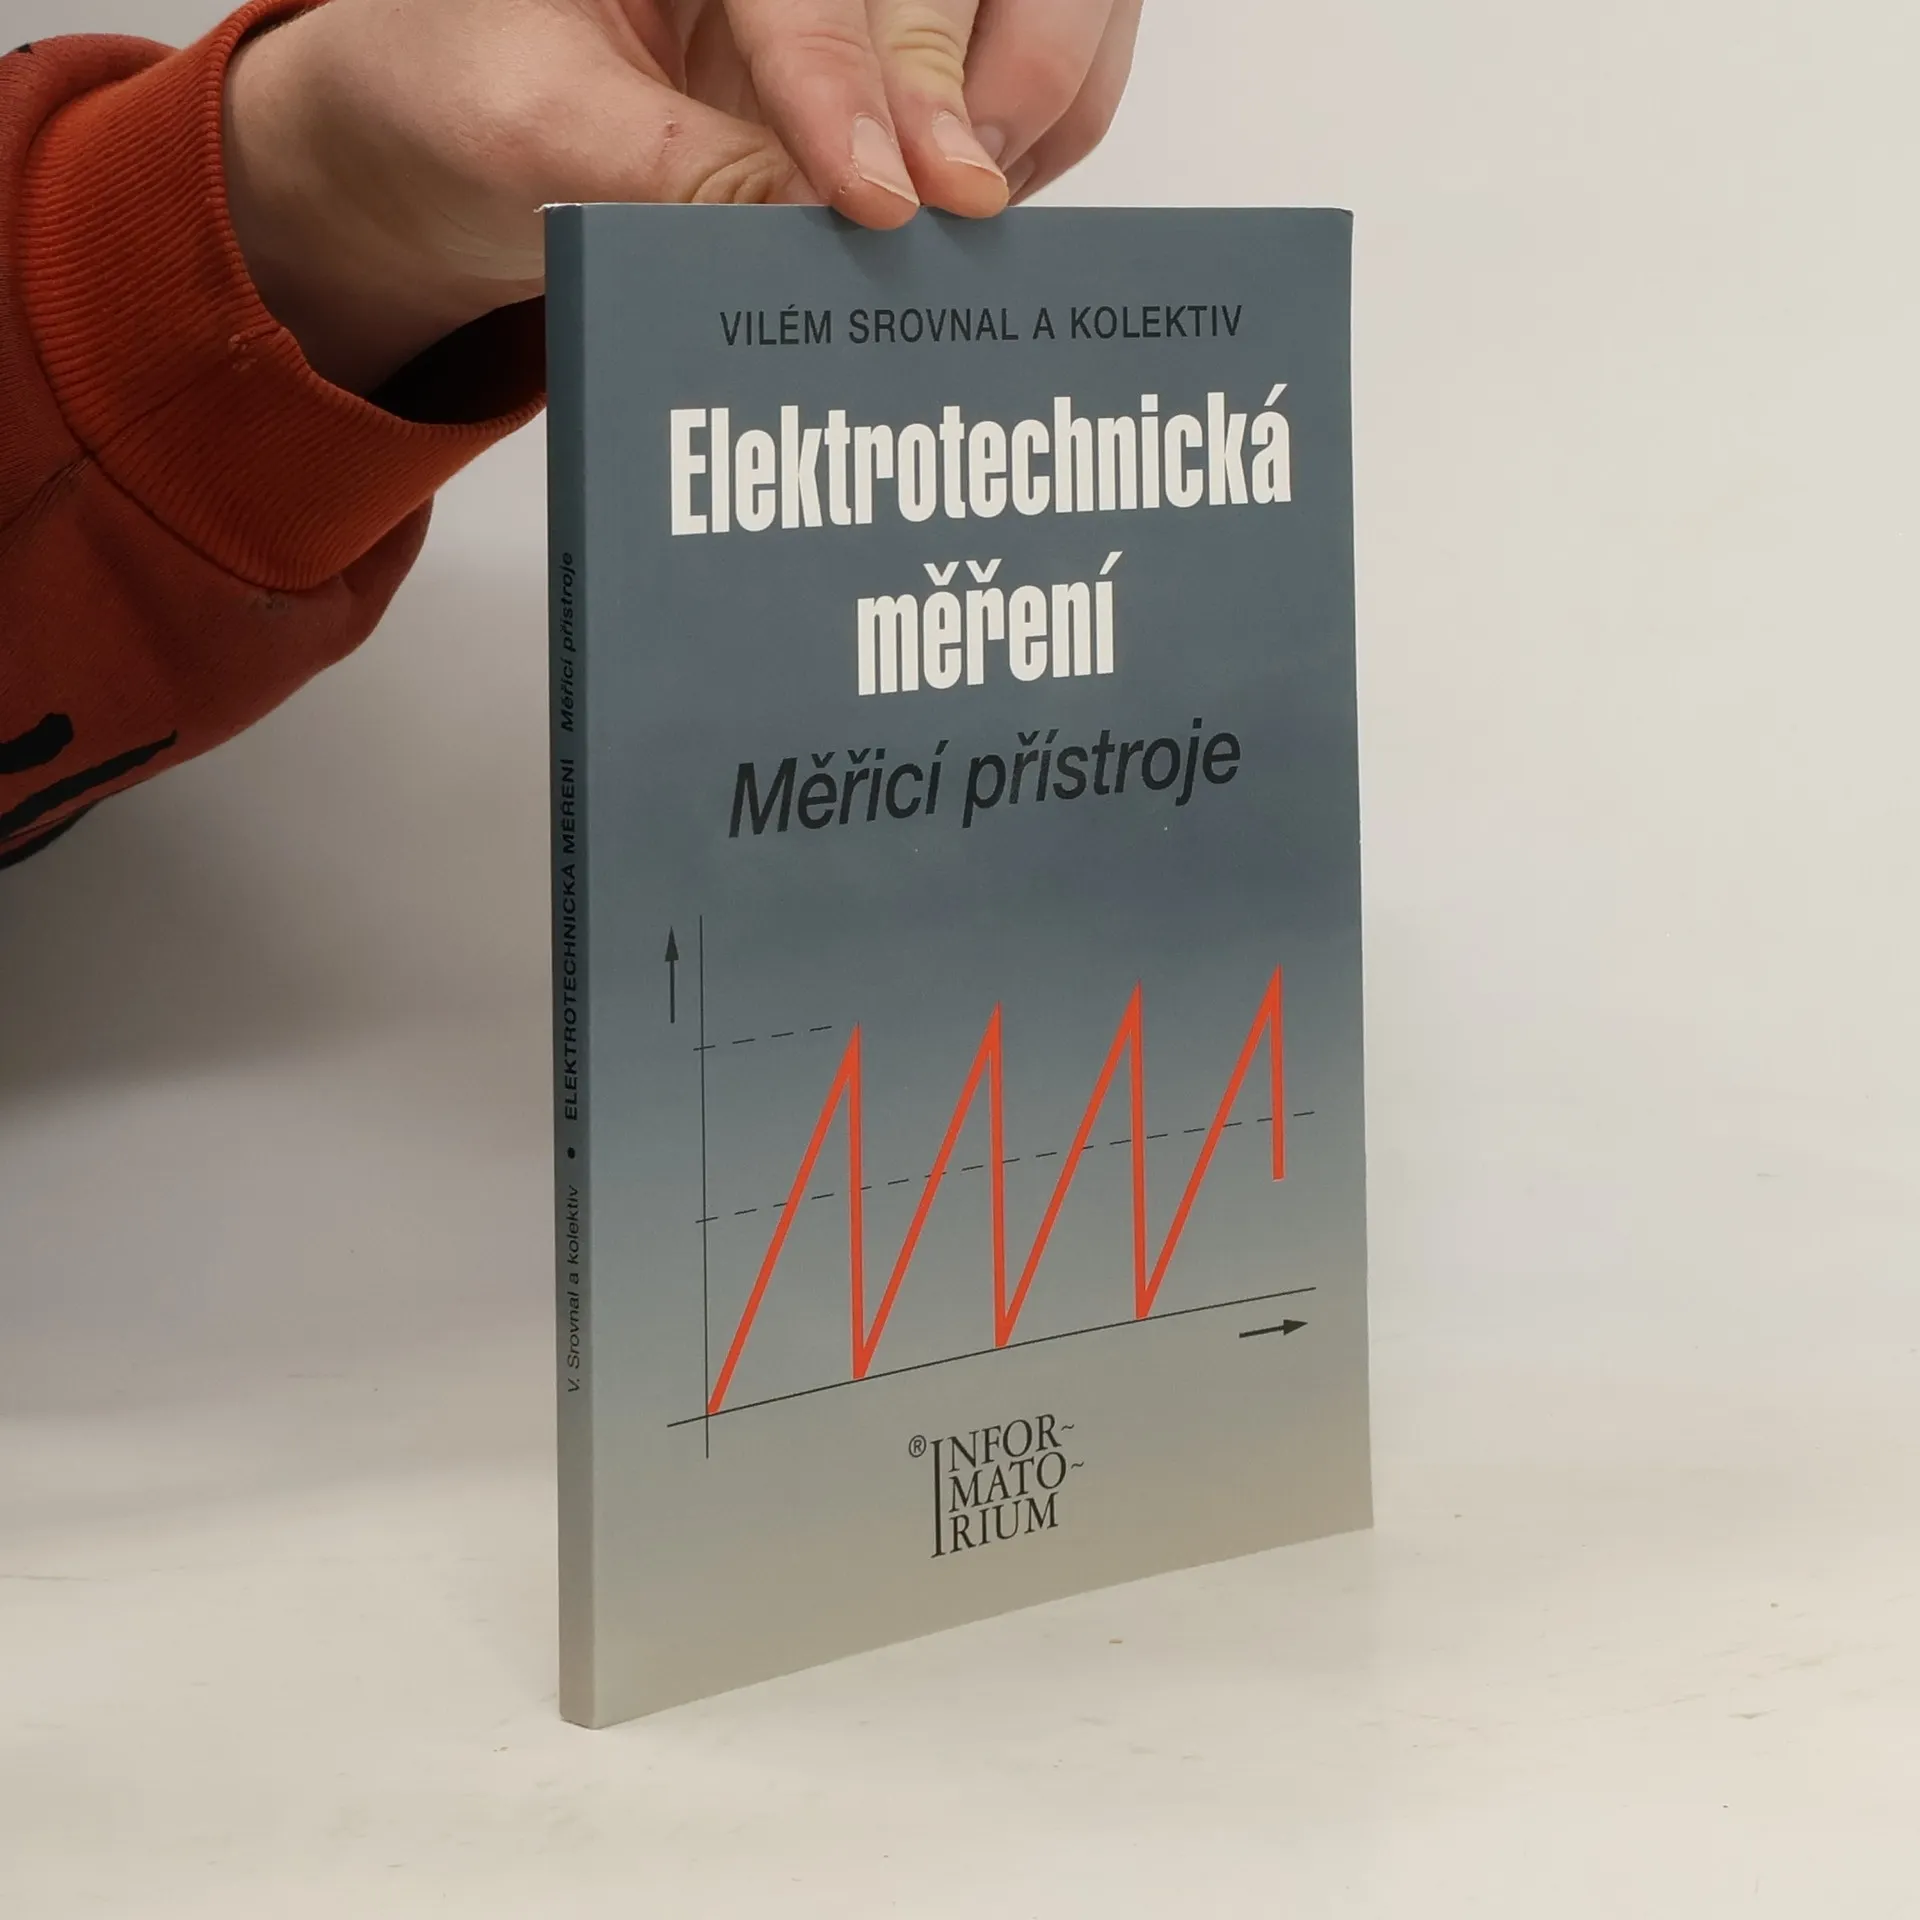 VILÉM SROVNAL A KOLEKTIV
Elektrotechnická
měření
Měřicí přístroje
®INFOR~
MATO~
RIUM
V. Srovnal a kolektiv • ELEKTROTECHNICKÁ MĚŘENÍ Měřicí přístroje